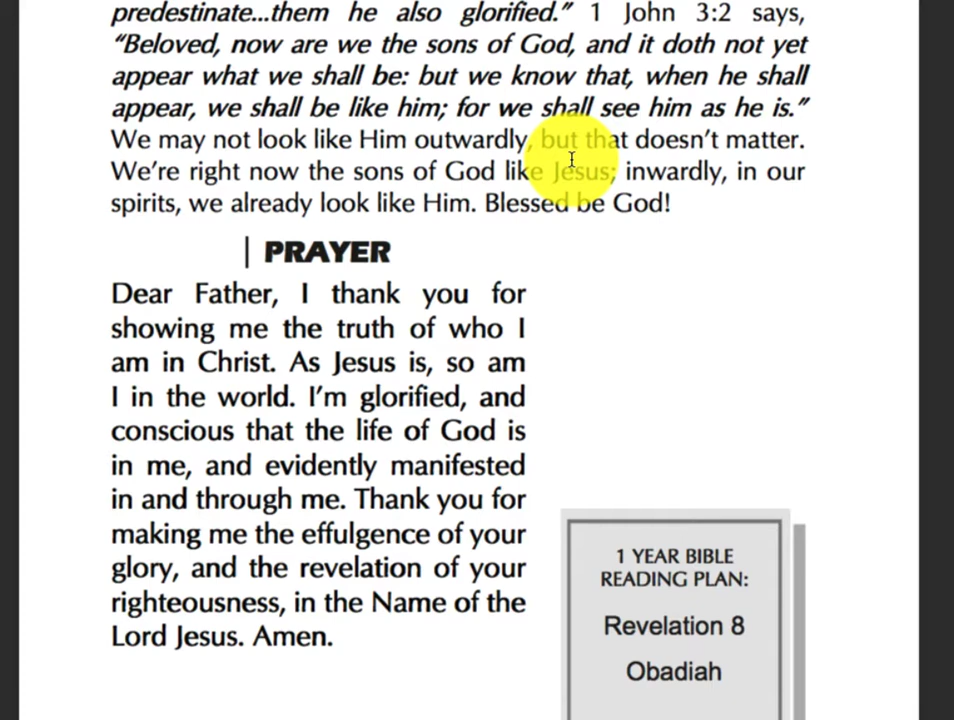 predestinate...them he also glorified.” 1 John 3:2 says,
“Beloved, now are we the sons of God, and it doth not yet
appear what we shall be: but we know that, when he shall
appear, we shall be like him; for we shall see him as he is.”
We may not look like Him outwardly, but that doesn’t matter.
We’re right now the sons of God like Jesus; inwardly, in our
spirits, we already look like Him. Blessed be God!
| PRAYER
Dear Father, I thank you for
showing me the truth of who I
am in Christ. As Jesus is, so am
I in the world. I’m glorified, and
conscious that the life of God is
in me, and evidently manifested
in and through me. Thank you for
making me the effulgence of your
glory, and the revelation of your
righteousness, in the Name of the
Lord Jesus. Amen.
1 YEAR BIBLE
READING PLAN:
Revelation 8
Obadiah